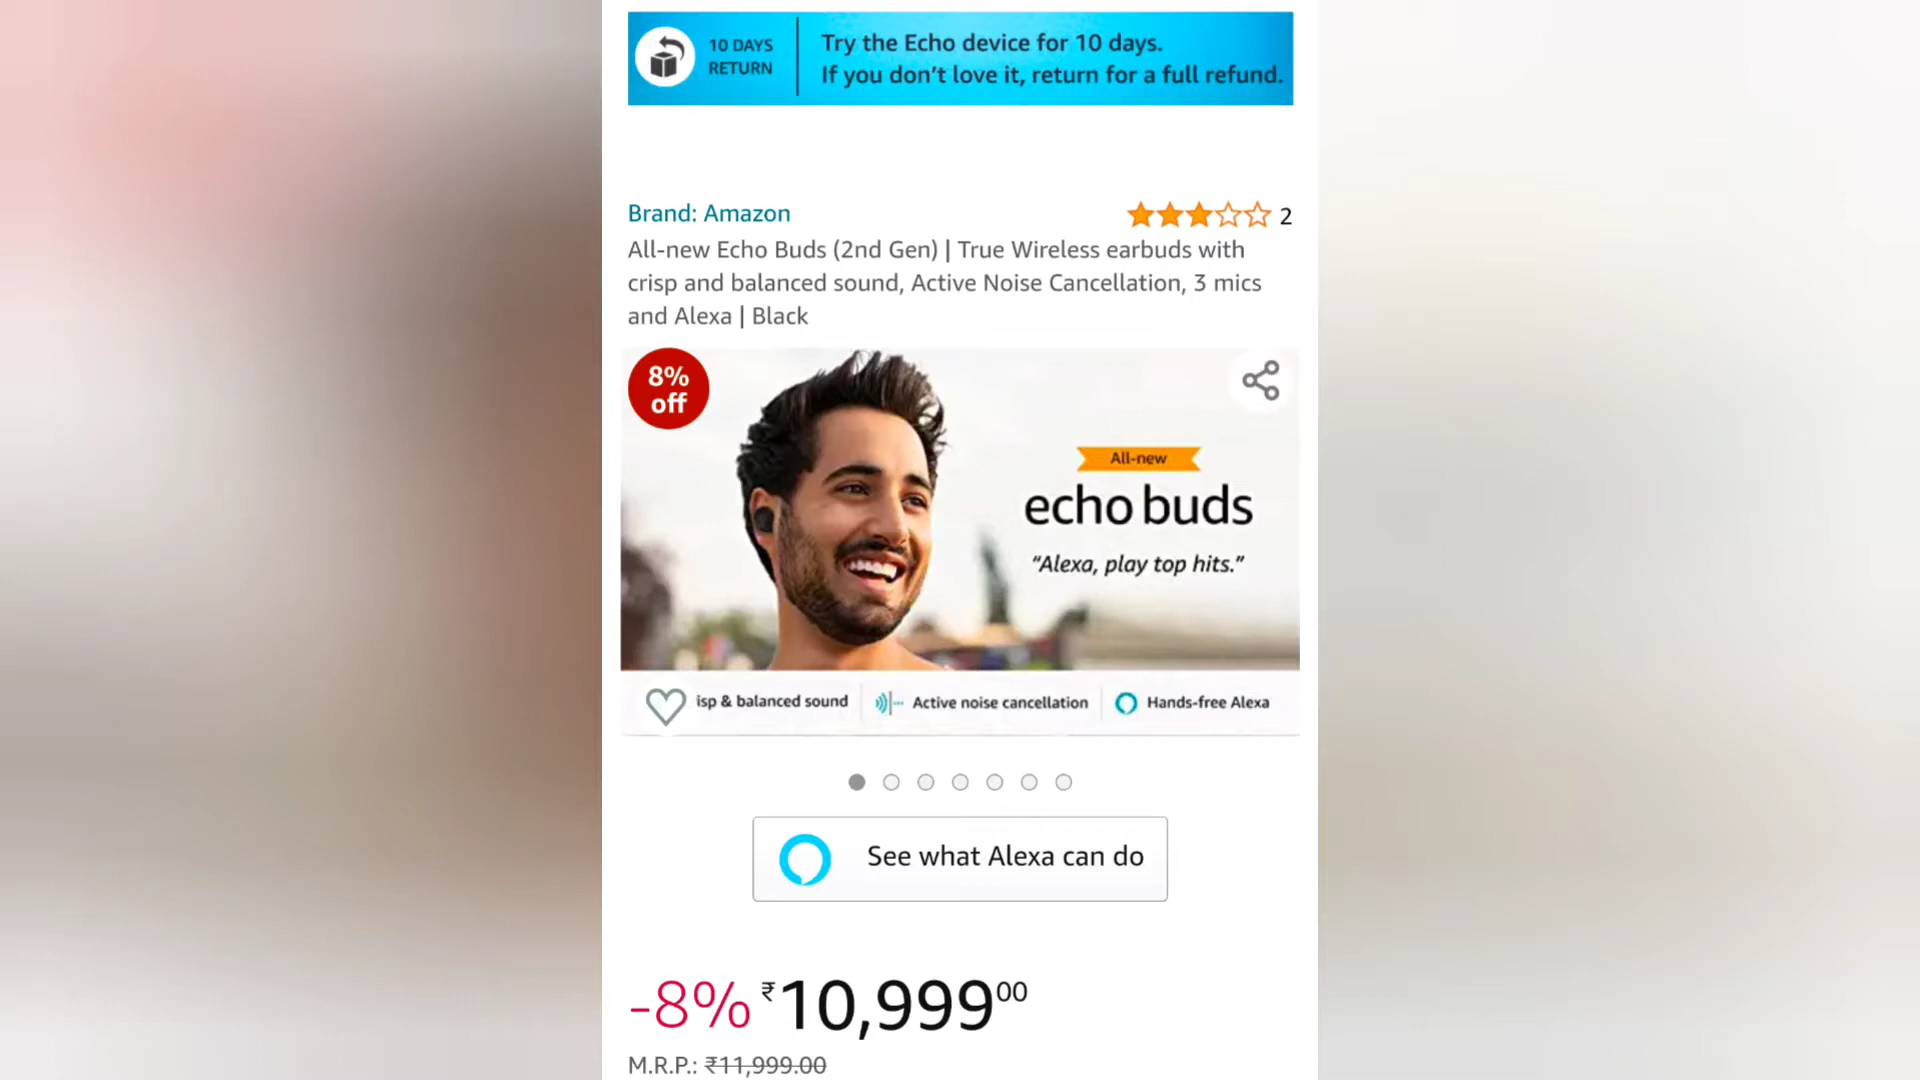 10 DAYS
RETURN
Try the Echo device for 10 days.
If you don’t love it, return for a full refund.
Brand: Amazon
2
All-new Echo Buds (2nd Gen) | True Wireless earbuds with
crisp and balanced sound, Active Noise Cancellation, 3 mics
and Alexa | Black
8%
off
All-new
echo buds
“Alexa, play top hits.”
isp & balanced sound
Active noise cancellation
Hands-free Alexa
See what Alexa can do
-8% ₹10,99900
M.R.P.: ₹11,999.00